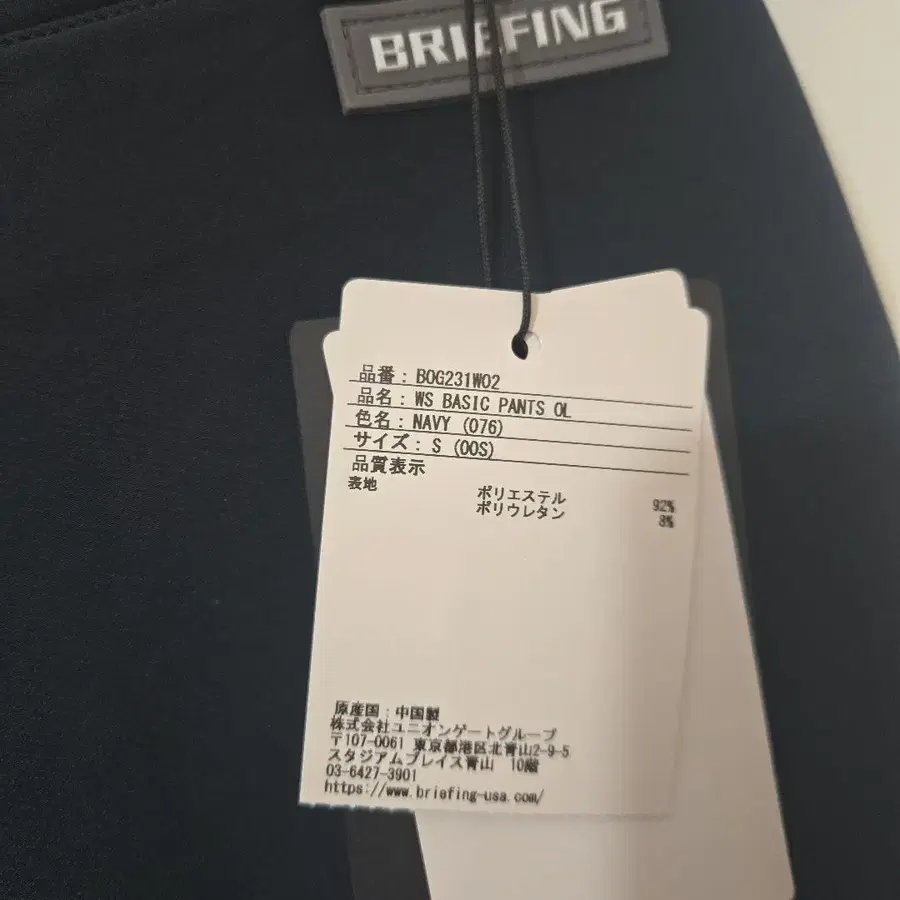 BRIEFING
品番 : BOG231W02
品名 : WS BASIC PANTS OL
色名 : NAVY (076)
サイズ : S (00S)
品質表示
表地 ポリエステル 92%
ポリウレタン 8%
原産国 : 中国製
株式会社ユニオンゲートグループ
〒107-0061 東京都港区北青山2-9-5
スタジアムプレイス青山 10階
03-6427-3901
https://www.briefing-usa.com/